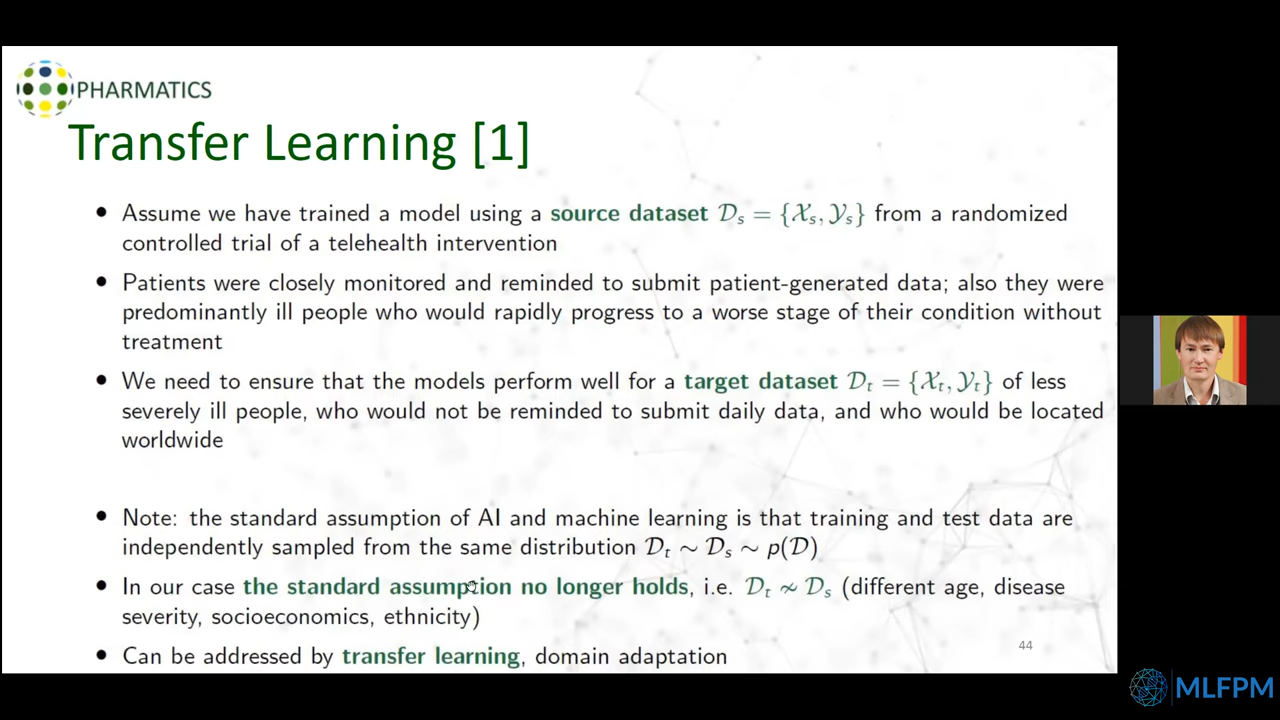 PHARMATICS
Transfer Learning [1]
• Assume we have trained a model using a source dataset 𝒟ₛ = {𝒳ₛ, 𝒴ₛ} from a randomized
controlled trial of a telehealth intervention
• Patients were closely monitored and reminded to submit patient-generated data; also they were
predominantly ill people who would rapidly progress to a worse stage of their condition without
treatment
• We need to ensure that the models perform well for a target dataset 𝒟ₜ = {𝒳ₜ, 𝒴ₜ} of less
severely ill people, who would not be reminded to submit daily data, and who would be located
worldwide
• Note: the standard assumption of AI and machine learning is that training and test data are
independently sampled from the same distribution 𝒟ₜ ∼ 𝒟ₛ ∼ p(𝒟)
• In our case the standard assumption no longer holds, i.e. 𝒟ₜ ≁ 𝒟ₛ (different age, disease
severity, socioeconomics, ethnicity)
• Can be addressed by transfer learning, domain adaptation
44
MLFPM